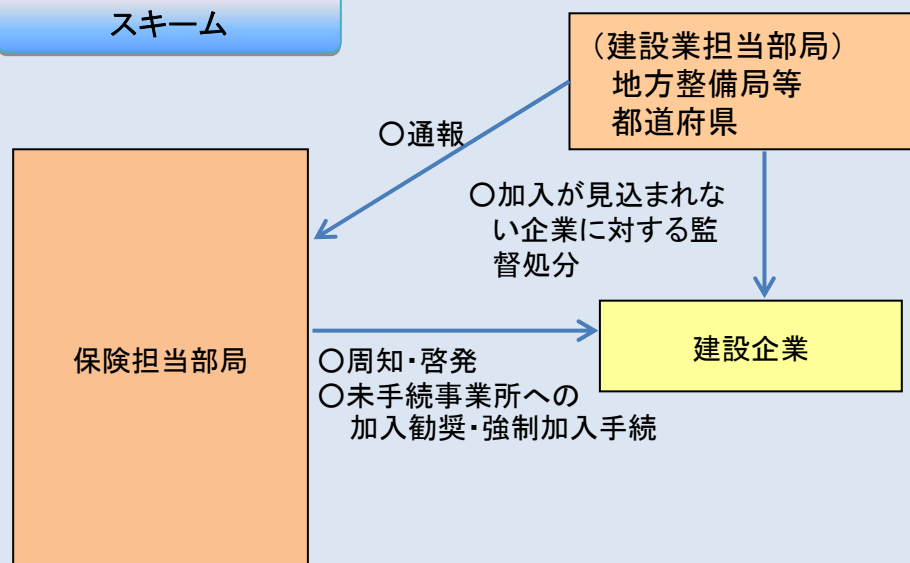 スキーム
(建設業担当部局)
地方整備局等
都道府県
〇通報
〇加入が見込まれな
い企業に対する監
督処分
保険担当部局
建設企業
〇周知・啓発
〇未手続事業所への
加入勧奨・強制加入手続